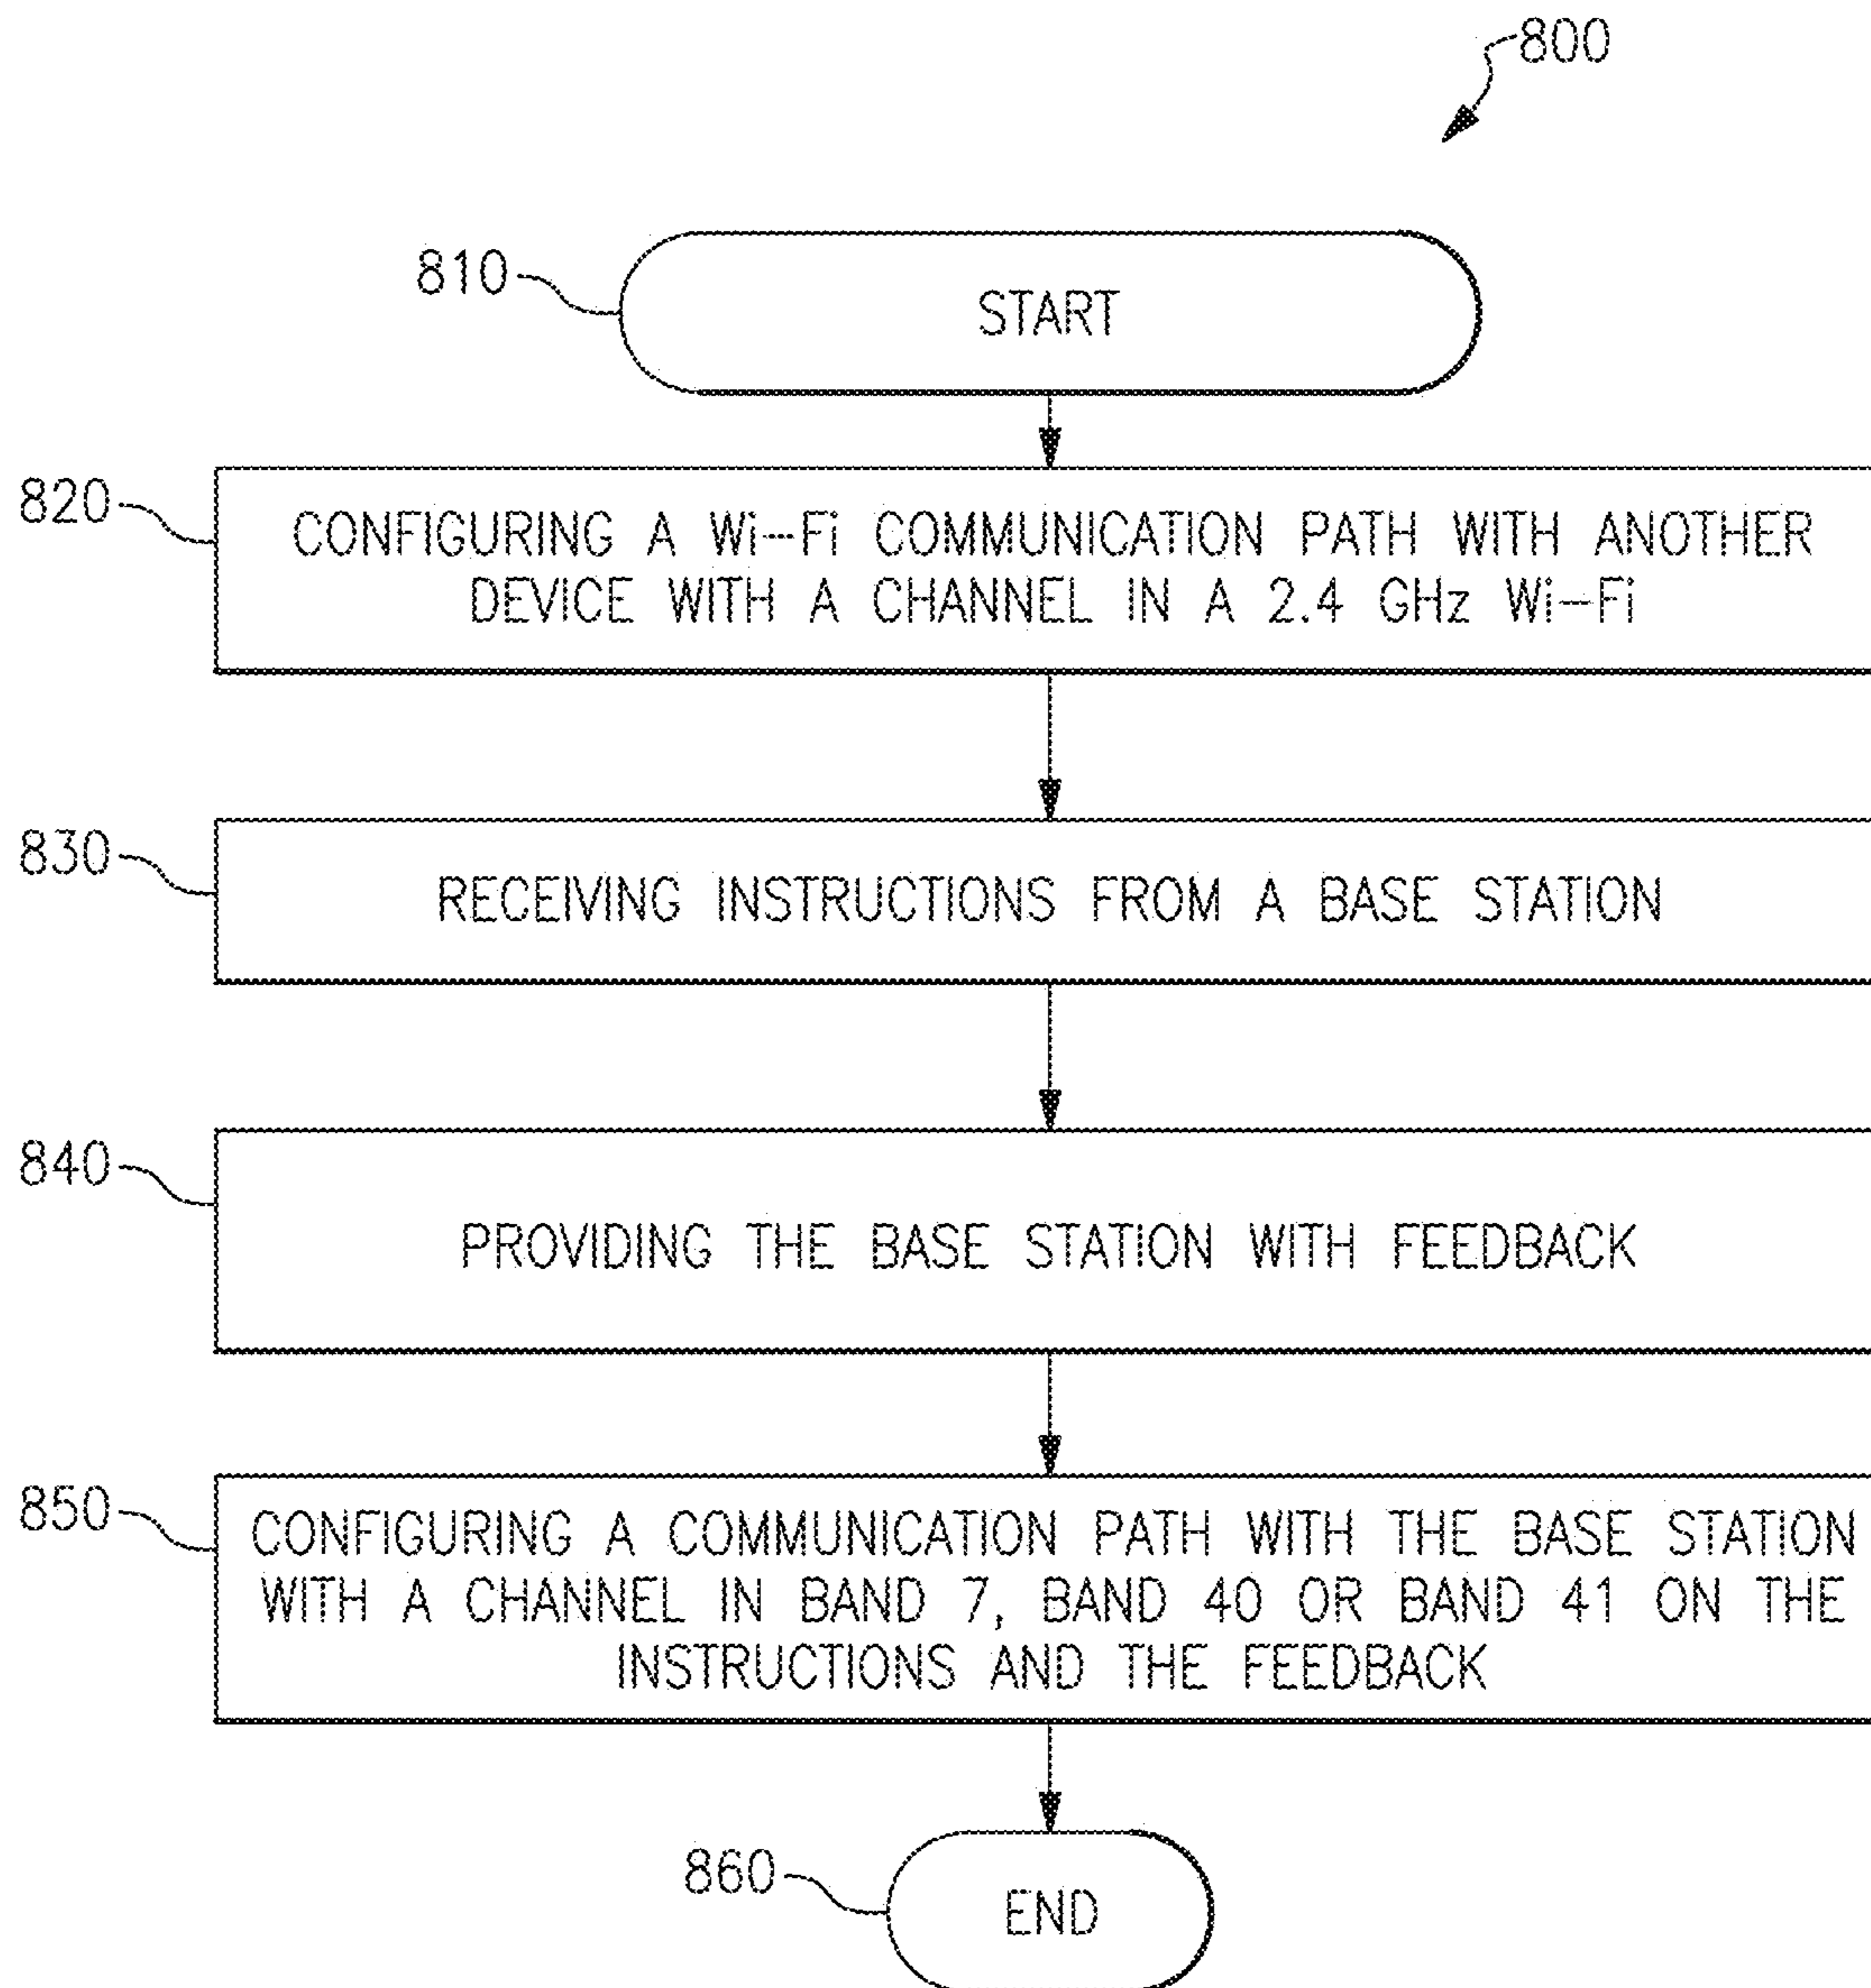 800
810
START
820
CONFIGURING A Wi-Fi COMMUNICATION PATH WITH ANOTHER
DEVICE WITH A CHANNEL IN A 2.4 GHz Wi-Fi
830
RECEIVING INSTRUCTIONS FROM A BASE STATION
840
PROVIDING THE BASE STATION WITH FEEDBACK
850
CONFIGURING A COMMUNICATION PATH WITH THE BASE STATION
WITH A CHANNEL IN BAND 7, BAND 40 OR BAND 41 ON THE
INSTRUCTIONS AND THE FEEDBACK
860
END